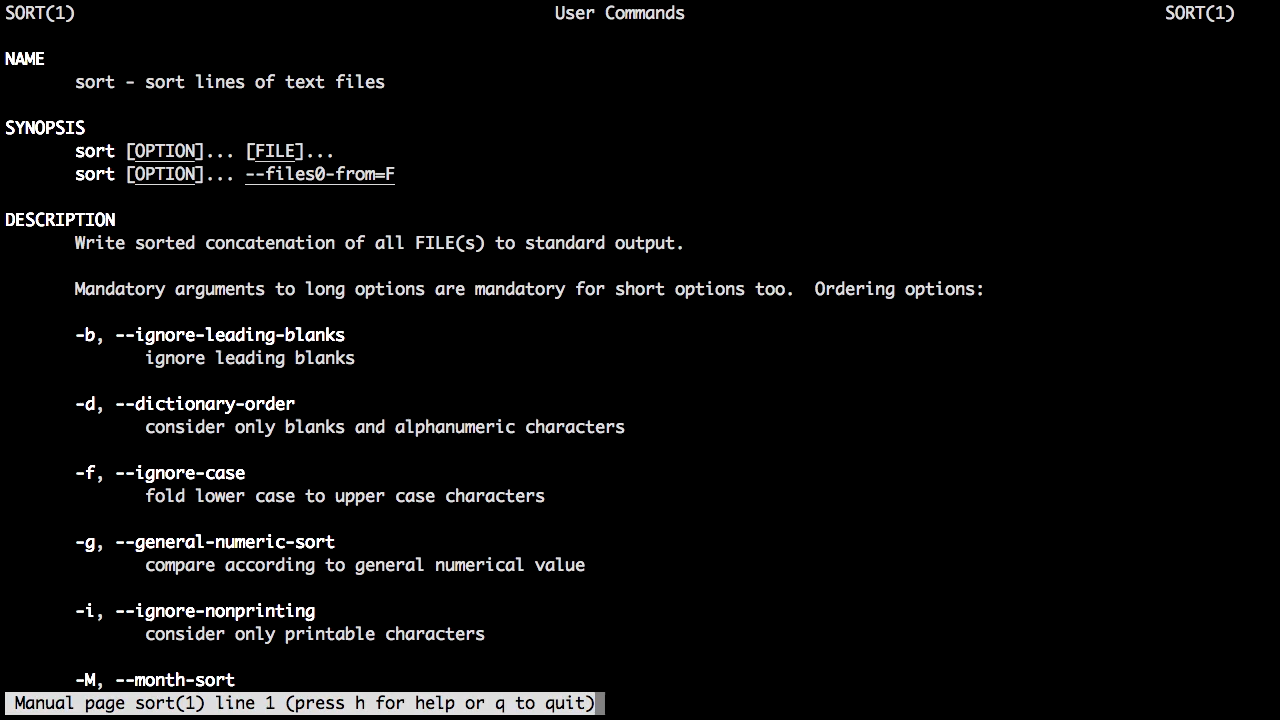 SORT(1) User Commands SORT(1)
NAME
sort - sort lines of text files
SYNOPSIS
sort [OPTION]... [FILE]...
sort [OPTION]... --files0-from=F
DESCRIPTION
Write sorted concatenation of all FILE(s) to standard output.
Mandatory arguments to long options are mandatory for short options too.  Ordering options:
-b, --ignore-leading-blanks
ignore leading blanks
-d, --dictionary-order
consider only blanks and alphanumeric characters
-f, --ignore-case
fold lower case to upper case characters
-g, --general-numeric-sort
compare according to general numerical value
-i, --ignore-nonprinting
consider only printable characters
-M, --month-sort
Manual page sort(1) line 1 (press h for help or q to quit)